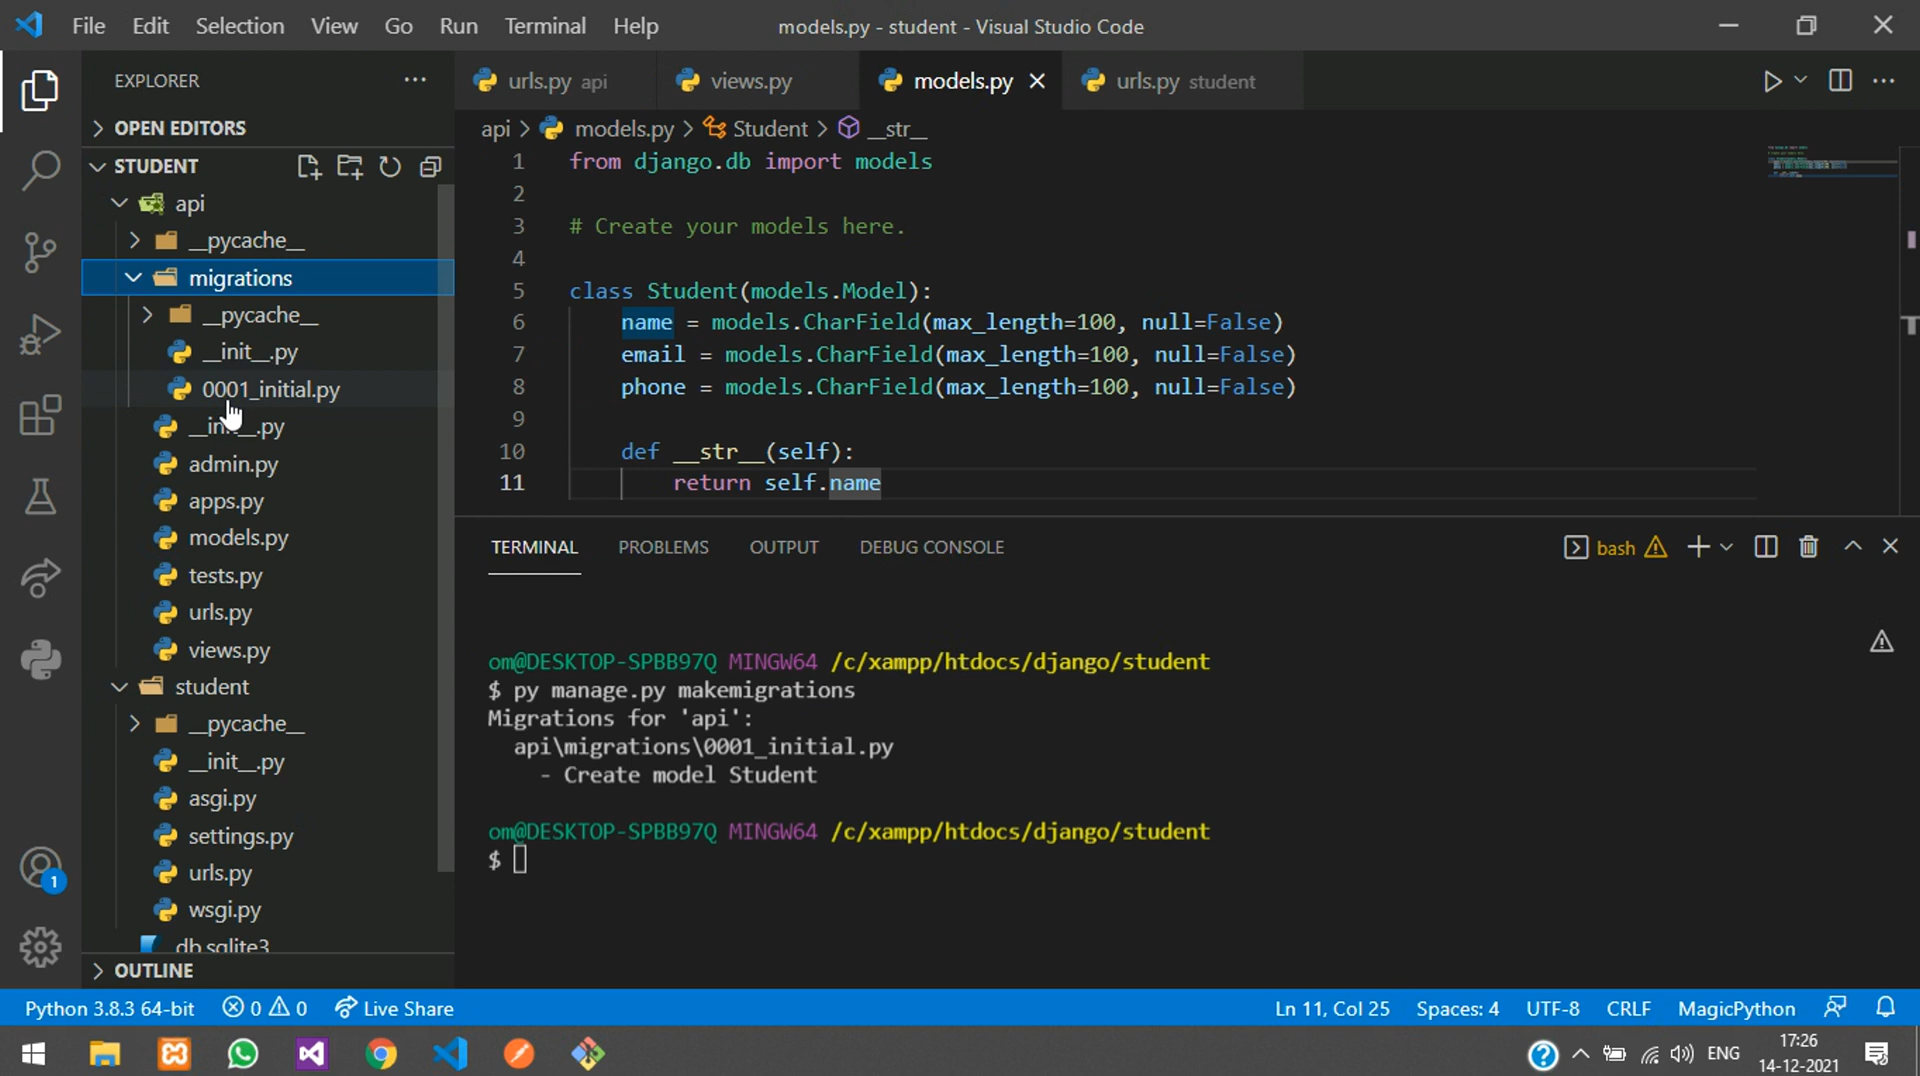 File Edit Selection View Go Run Terminal Help
models.py - student - Visual Studio Code
EXPLORER
OPEN EDITORS
STUDENT
api
__pycache__
migrations
__pycache__
__init__.py
0001_initial.py
__init__.py
admin.py
apps.py
models.py
tests.py
urls.py
views.py
student
__pycache__
__init__.py
asgi.py
settings.py
urls.py
wsgi.py
db.sqlite3
OUTLINE
urls.py api
views.py
models.py
urls.py student
api > models.py > Student > __str__
1 from django.db import models
2
3 # Create your models here.
4
5 class Student(models.Model):
6 name = models.CharField(max_length=100, null=False)
7 email = models.CharField(max_length=100, null=False)
8 phone = models.CharField(max_length=100, null=False)
9
10 def __str__(self):
11 return self.name
TERMINAL PROBLEMS OUTPUT DEBUG CONSOLE
bash
om@DESKTOP-SPBB97Q MINGW64 /c/xampp/htdocs/django/student
$ py manage.py makemigrations
Migrations for 'api':
api\migrations\0001_initial.py
- Create model Student
om@DESKTOP-SPBB97Q MINGW64 /c/xampp/htdocs/django/student
$
1
Python 3.8.3 64-bit 0 0 Live Share
Ln 11, Col 25 Spaces: 4 UTF-8 CRLF MagicPython
ENG
17:26
14-12-2021